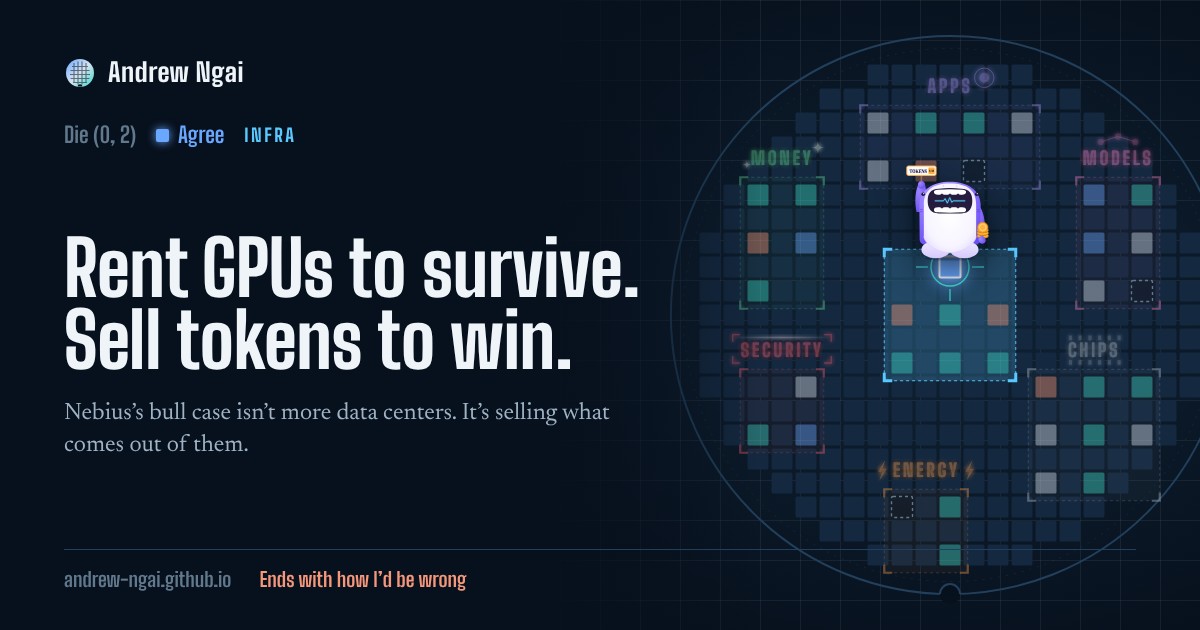 Andrew Ngai
Die (0, 2) Agree INFRA
Rent GPUs to survive.
Sell tokens to win.
Nebius’s bull case isn’t more data centers. It’s selling what
comes out of them.
andrew-ngai.github.io Ends with how I’d be wrong
APPS
MONEY
MODELS
TOKENS
SECURITY
CHIPS
ENERGY